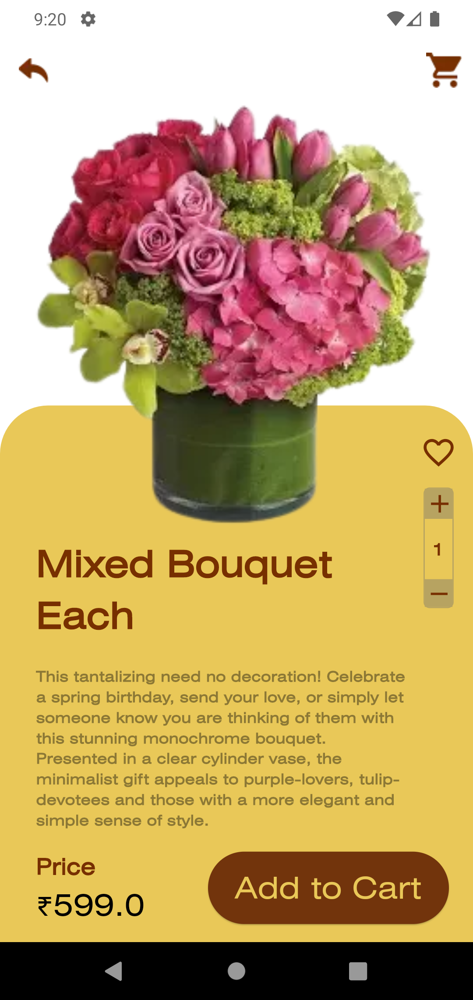 9:20
1
Mixed Bouquet
Each
This tantalizing need no decoration! Celebrate
a spring birthday, send your love, or simply let
someone know you are thinking of them with
this stunning monochrome bouquet.
Presented in a clear cylinder vase, the
minimalist gift appeals to purple-lovers, tulip-
devotees and those with a more elegant and
simple sense of style.
Price
₹599.0
Add to Cart